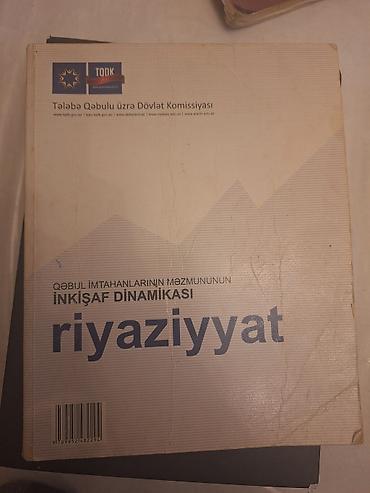 TQDK
Tələbə Qəbulu üzrə Dövlət Komissiyası
QƏBUL İMTAHANLARININ MƏZMUNUNUN
İNKİŞAF DİNAMİKASI
riyaziyyat